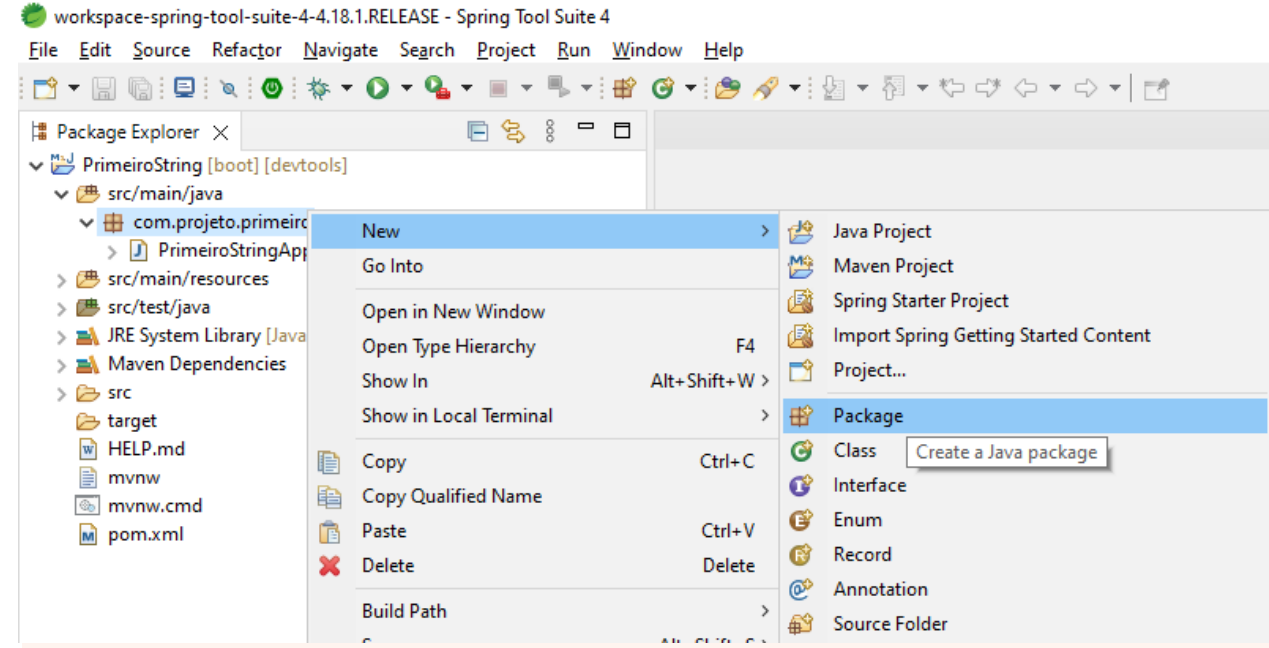 workspace-spring-tool-suite-4-4.18.1.RELEASE - Spring Tool Suite 4
File Edit Source Refactor Navigate Search Project Run Window Help
Package Explorer
PrimeiroString [boot] [devtools]
src/main/java
com.projeto.primeiro
PrimeiroStringApp
src/main/resources
src/test/java
JRE System Library [Java
Maven Dependencies
src
target
HELP.md
mvnw
mvnw.cmd
pom.xml
New
Go Into
Open in New Window
Open Type Hierarchy F4
Show In Alt+Shift+W
Show in Local Terminal
Copy Ctrl+C
Copy Qualified Name
Paste Ctrl+V
Delete Delete
Build Path
Java Project
Maven Project
Spring Starter Project
Import Spring Getting Started Content
Project...
Package
Class
Create a Java package
Interface
Enum
Record
Annotation
Source Folder